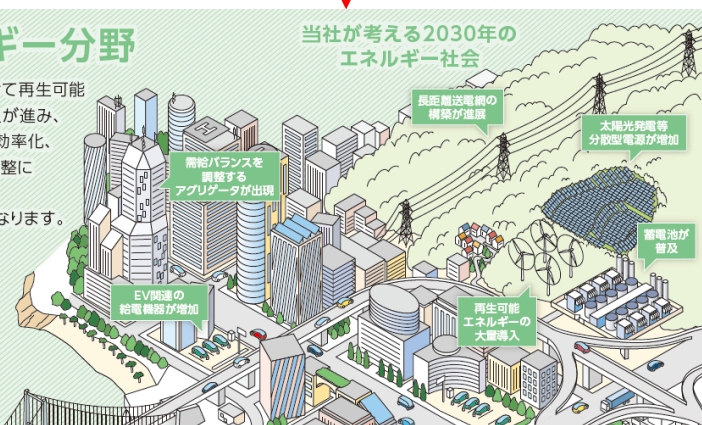 ギー分野
て再生可能
が進み、
効率化、
整に
なります。
当社が考える2030年の
エネルギー社会
長距離送電網の
構築が進展
太陽光発電等
分散型電源が増加
需給バランスを
調整する
アグリゲータが出現
蓄電池が
普及
EV関連の
給電機器が増加
再生可能
エネルギーの
大量導入
H